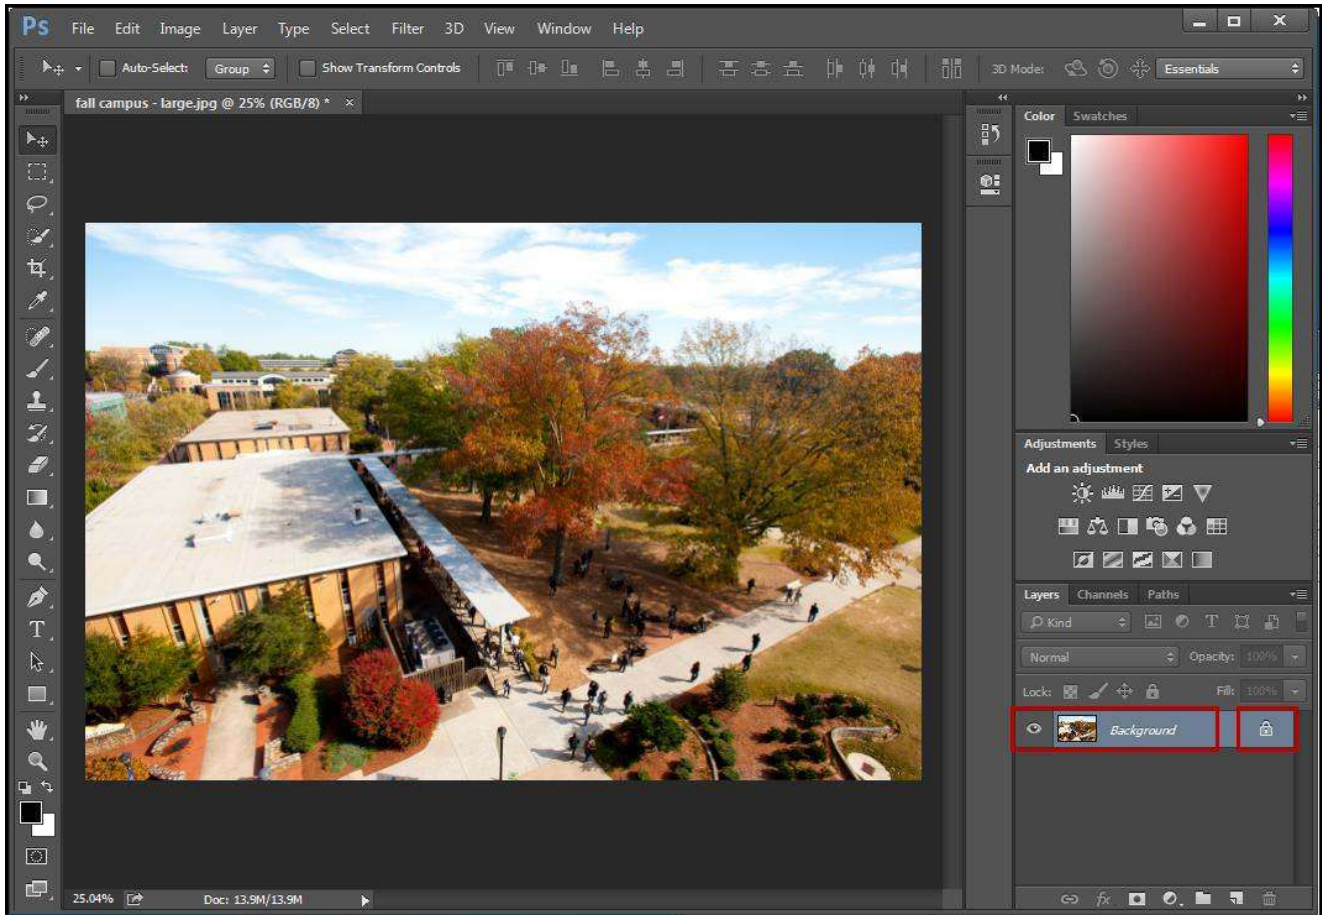 Ps File Edit Image Layer Type Select Filter 3D View Window Help
Auto-Select: Group Show Transform Controls 3D Mode: Essentials
fall campus - large.jpg @ 25% (RGB/8) * ×
Color Swatches
Adjustments Styles
Add an adjustment
Layers Channels Paths
Kind
Normal Opacity: 100%
Lock: Fill: 100%
Background
25.04% Doc: 13.9M/13.9M